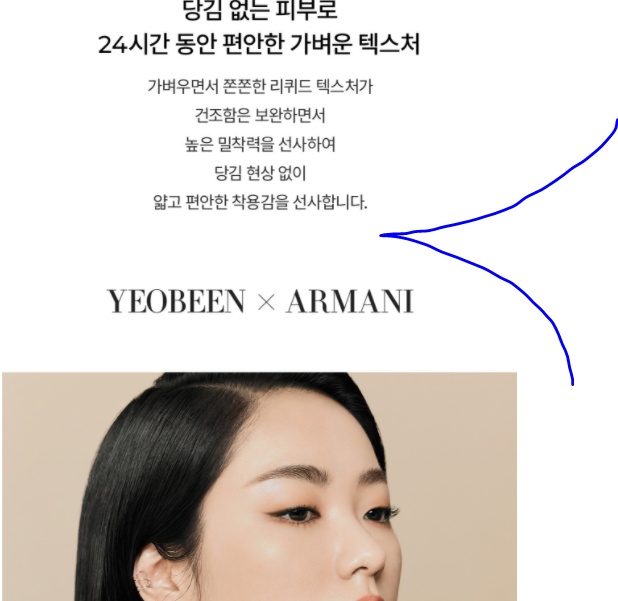 당김 없는 피부로
24시간 동안 편안한 가벼운 텍스처
가벼우면서 쫀쫀한 리퀴드 텍스처가
건조함은 보완하면서
높은 밀착력을 선사하여
당김 현상 없이
얇고 편안한 착용감을 선사합니다.
YEOBEEN × ARMANI